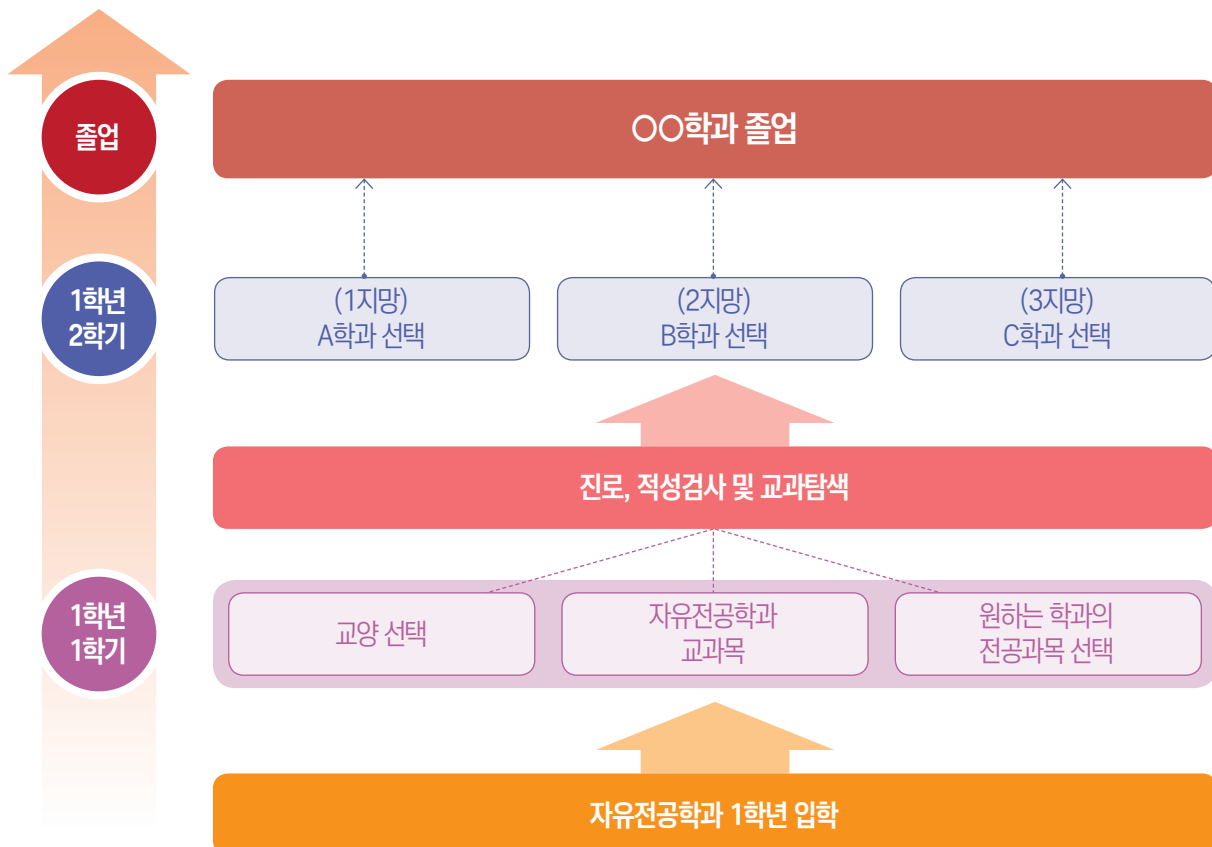 졸업
○○학과 졸업
1학년
2학기
(1지망)
A학과 선택
(2지망)
B학과 선택
(3지망)
C학과 선택
진로, 적성검사 및 교과탐색
1학년
1학기
교양 선택
자유전공학과
교과목
원하는 학과의
전공과목 선택
자유전공학과 1학년 입학